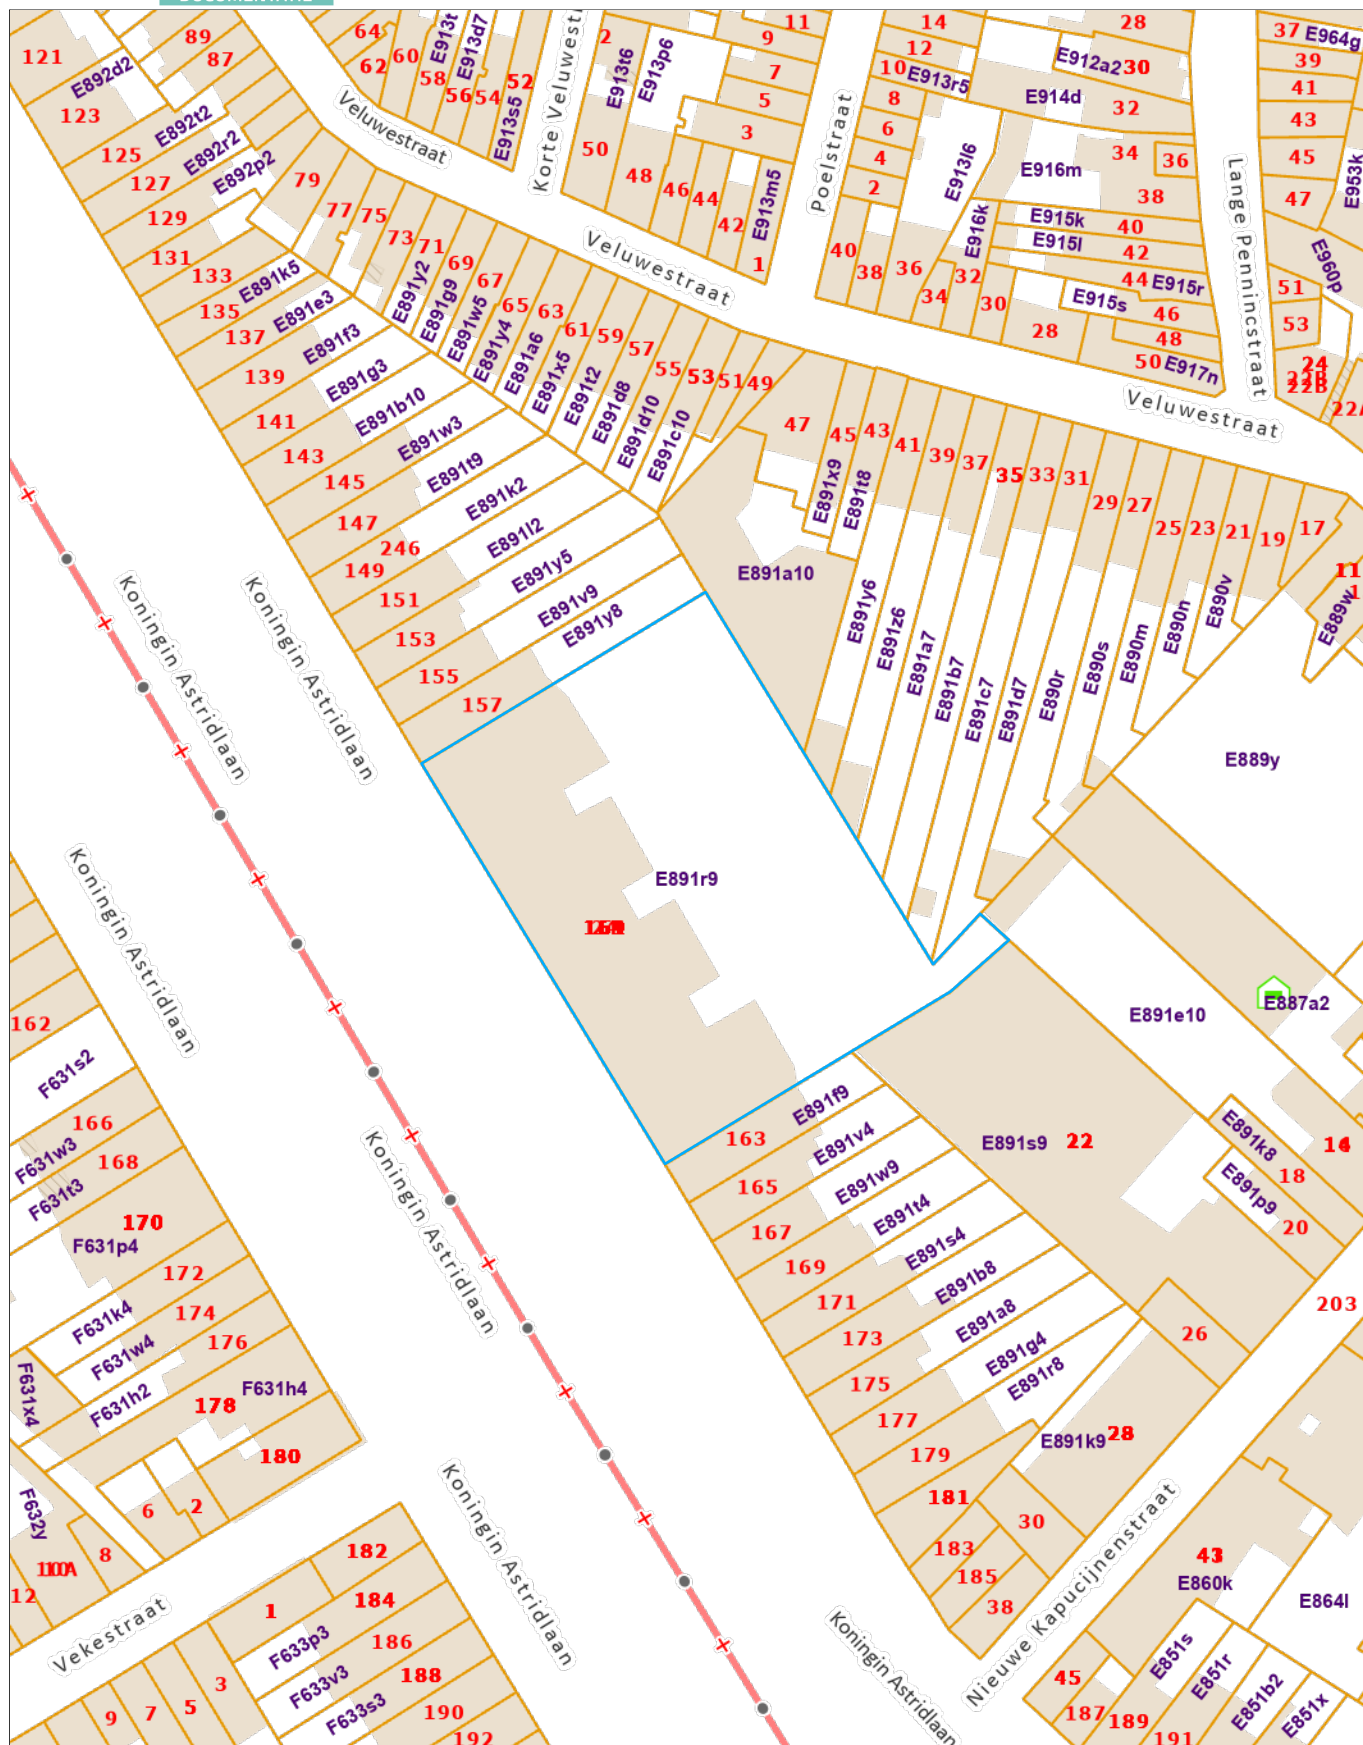 121
E892d2
123
89
87
E892t2
125
E892r2
127
E892p2
129
131
133
E891k5
135
E891e3
137
E891f3
139
E891g3
141
E891b10
143
E891w3
145
E891t9
147
E891k2
246
149
E891l2
151
E891y5
153
E891v9
155
E891y8
157
64
62
60
E913t
58
E913d7
56
54
52
E913s5
Veluwestraat
2
E913t6
E913p6
50
48
46
44
42
E913m5
1
11
9
7
5
3
Poelstraat
Veluwestraat
14
12
10
E913r5
8
6
4
2
40
38
36
34
32
30
E913l6
E916k
28
E912a2
30
E914d
32
34
36
E916m
38
E915k
40
E915l
42
44
E915r
E915s
46
28
48
50
E917n
Lange Pennincstraat
Veluwestraat
37
E964g
39
41
43
45
47
E953k
E960p
51
53
24
22B
79
77
75
73
71
69
67
65
63
61
59
57
55
53
51
49
E891y2
E891g9
E891w5
E891y4
E891a6
E891x5
E891t2
E891d8
E891d10
E891c10
47
45
43
41
39
37
35
33
31
29
27
25
23
21
19
17
11
1
E889w
E891x9
E891t8
E891a10
E891y6
E891z6
E891a7
E891b7
E891c7
E891d7
E890r
E890s
E890m
E890n
E890v
E889y
Koningin Astridlaan
Koningin Astridlaan
Koningin Astridlaan
E891r9
E891e10
E887a2
162
F631s2
166
F631w3
168
F631t3
170
F631p4
172
F631k4
174
F631w4
176
F631h2
F631x4
178
F631h4
180
6
2
F632y
8
10A
12
Vekestraat
Koningin Astridlaan
163
E891f9
E891v4
165
E891w9
167
E891t4
169
E891s4
171
E891b8
173
E891a8
175
E891g4
177
E891r8
179
E891k9
28
181
30
183
185
38
E891s9
22
E891k8
18
E891p9
20
14
203
26
Nieuwe Kapucijnenstraat
43
E860k
E864l
E851s
E851r
E851b2
E851x
45
187
189
191
182
184
1
F633p3
186
F633v3
188
F633s3
190
192
3
5
7
9
Koningin Astridlaan
Koningin Astridlaan